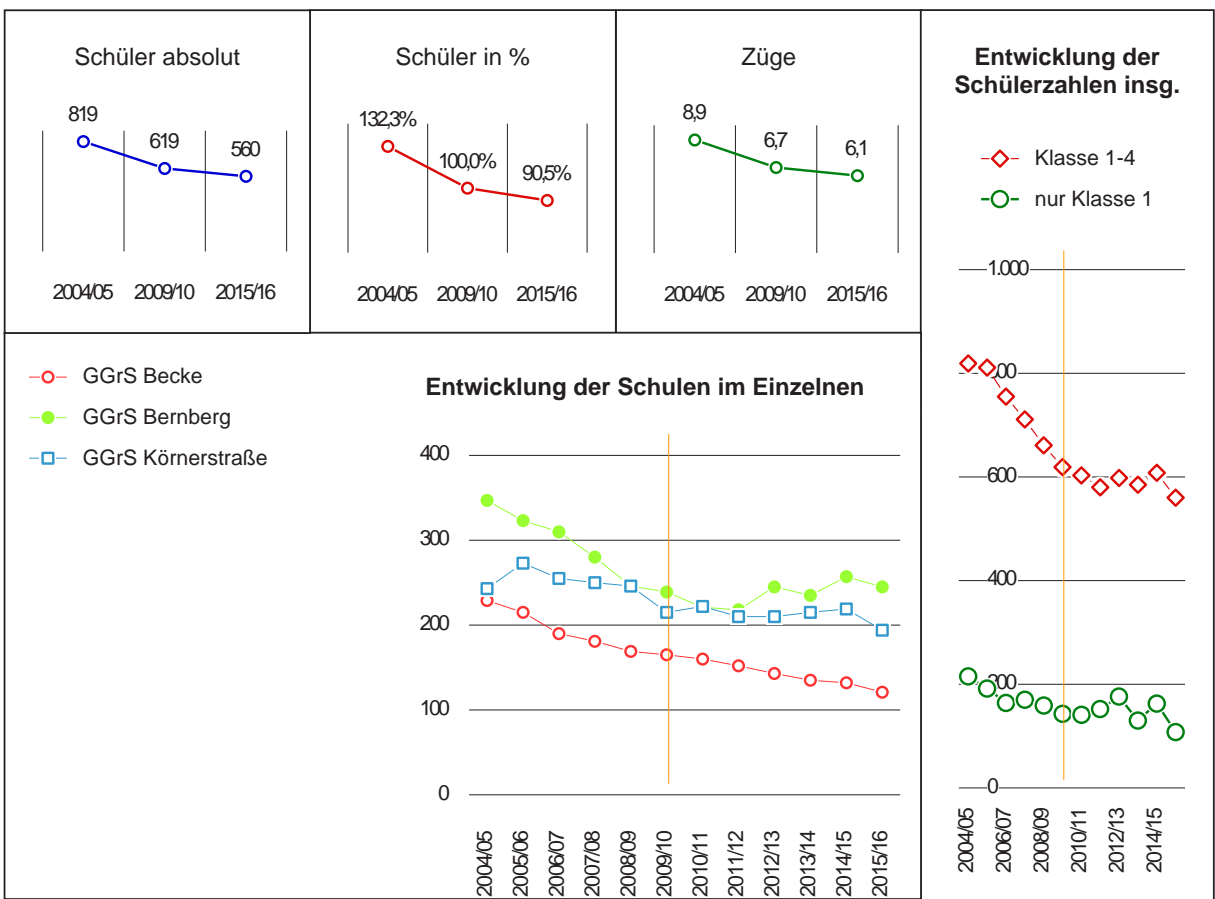 Schüler absolut
819
619
560
2004/05 2009/10 2015/16
Schüler in %
132,3%
100,0%
90,5%
2004/05 2009/10 2015/16
Züge
8,9
6,7
6,1
2004/05 2009/10 2015/16
Entwicklung der
Schülerzahlen insg.
Klasse 1-4
nur Klasse 1
1.000
800
600
400
200
0
2004/05
2006/07
2008/09
2010/11
2012/13
2014/15
GGrS Becke
GGrS Bernberg
GGrS Körnerstraße
Entwicklung der Schulen im Einzelnen
400
300
200
100
0
2004/05
2005/06
2006/07
2007/08
2008/09
2009/10
2010/11
2011/12
2012/13
2013/14
2014/15
2015/16